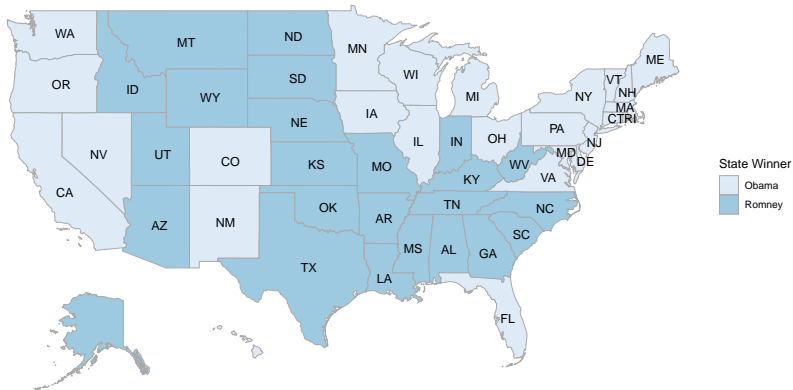 WA
MT
ND
MN
ME
OR
ID
SD
WI
VT
NH
WY
MI
NY
MA
CTRI
IA
NE
PA
NJ
NV
UT
CO
IL
IN
OH
MD
DE
WV
VA
CA
KS
MO
KY
NC
TN
AZ
NM
OK
AR
SC
MS
AL
GA
TX
LA
FL
State Winner
Obama
Romney